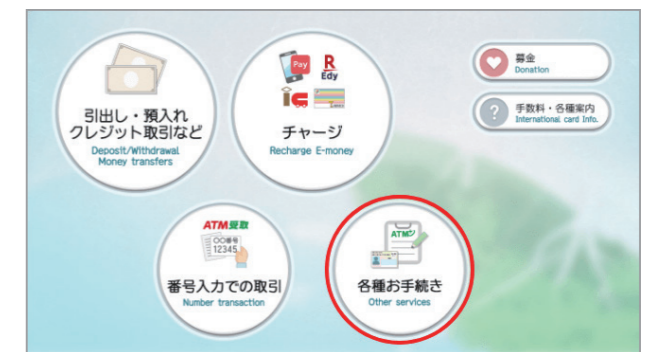 引出し・預入れ
クレジット取引など
Deposit/Withdrawal
Money transfers
Pay
R
Edy
チャージ
Recharge E-money
募金
Donation
?
手数料・各種案内
International card Info.
ATM受取
○○番号
12345
番号入力での取引
Number transaction
ATM
各種お手続き
Other services